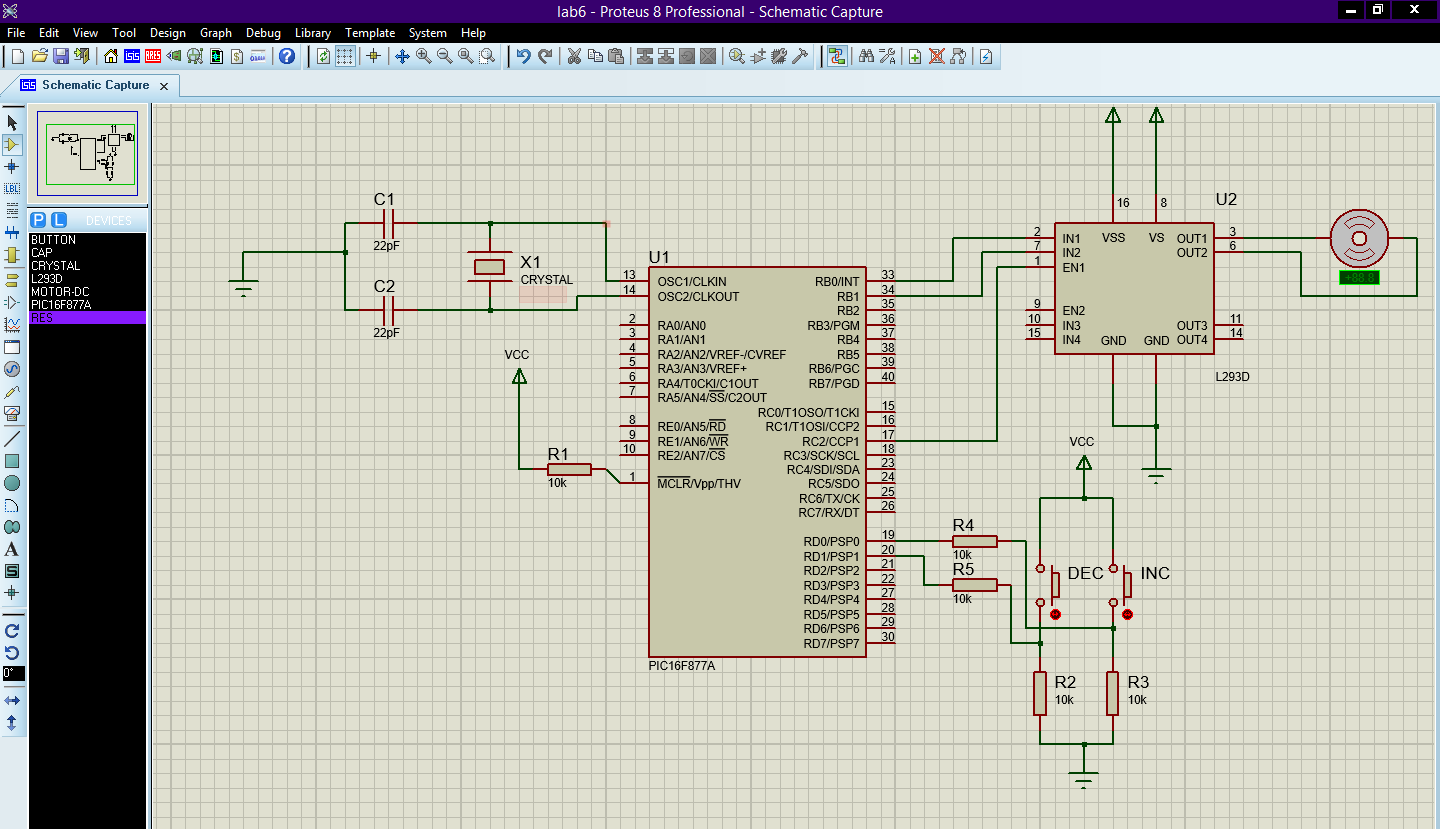 lab6 - Proteus 8 Professional - Schematic Capture
File Edit View Tool Design Graph Debug Library Template System Help
Schematic Capture
P L DEVICES
BUTTON
CAP
CRYSTAL
L293D
MOTOR-DC
PIC16F877A
RES
LBL
A
S
0°
C1
22pF
C2
22pF
X1
CRYSTAL
VCC
R1
10k
U1
13 OSC1/CLKIN
14 OSC2/CLKOUT
2 RA0/AN0
3 RA1/AN1
4 RA2/AN2/VREF-/CVREF
5 RA3/AN3/VREF+
6 RA4/T0CKI/C1OUT
7 RA5/AN4/SS/C2OUT
8 RE0/AN5/RD
9 RE1/AN6/WR
10 RE2/AN7/CS
1 MCLR/Vpp/THV
RB0/INT 33
RB1 34
RB2 35
RB3/PGM 36
RB4 37
RB5 38
RB6/PGC 39
RB7/PGD 40
RC0/T1OSO/T1CKI 15
RC1/T1OSI/CCP2 16
RC2/CCP1 17
RC3/SCK/SCL 18
RC4/SDI/SDA 23
RC5/SDO 24
RC6/TX/CK 25
RC7/RX/DT 26
RD0/PSP0 19
RD1/PSP1 20
RD2/PSP2 21
RD3/PSP3 22
RD4/PSP4 27
RD5/PSP5 28
RD6/PSP6 29
RD7/PSP7 30
PIC16F877A
U2
16 8
VSS VS
2 IN1
7 IN2
1 EN1
9 EN2
10 IN3
15 IN4
OUT1 3
OUT2 6
OUT3 11
OUT4 14
GND GND
L293D
VCC
R4
10k
R5
10k
DEC INC
R2
10k
R3
10k